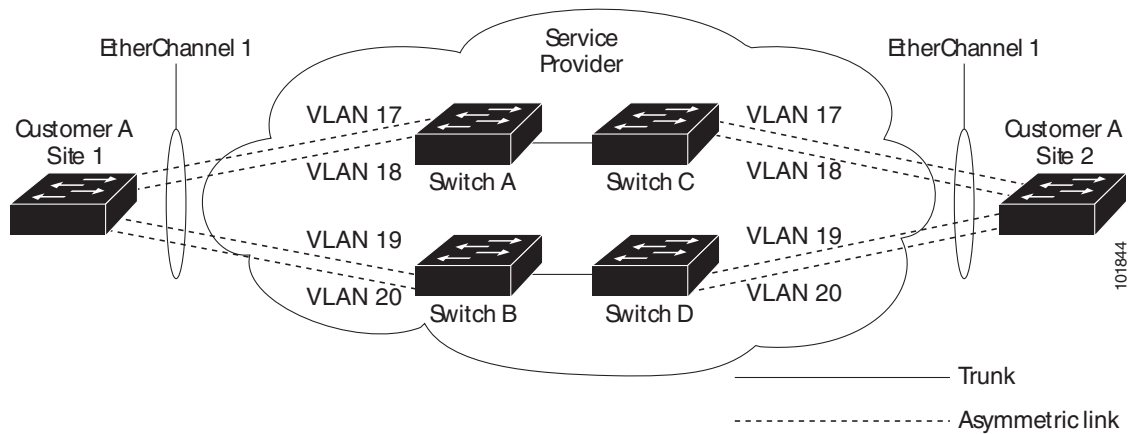 EtherChannel 1
Service
Provider
EtherChannel 1
Customer A
Site 1
VLAN 17
VLAN 18
Switch A
Switch C
VLAN 17
VLAN 18
Customer A
Site 2
VLAN 19
VLAN 20
Switch B
Switch D
VLAN 19
VLAN 20
101844
Trunk
Asymmetric link